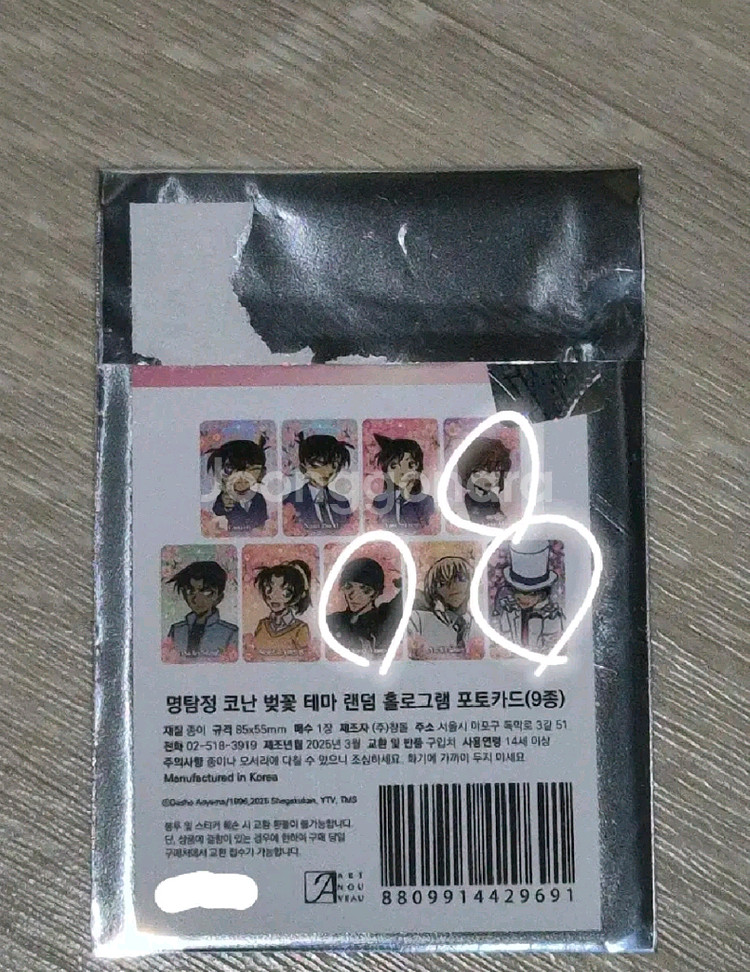 Joonggonara
명탐정 코난 벚꽃 테마 랜덤 홀로그램 포토카드(9종)
재질 종이 규격 85x55mm 매수 1장 제조자 (주)창돌 주소 서울시 마포구 독막로 3길 51
전화 02-518-3919 제조년월 2025년 3월 교환 및 반품 구입처 사용연령 14세 이상
주의사항 종이나 모서리에 다칠 수 있으니 조심하세요. 화기에 가까이 두지 마세요.
Manufactured in Korea
©Gosho Aoyama/1996,2025 Shogakukan, YTV, TMS
봉투 및 스티커 훼손 시 교환 환불이 불가능합니다.
단, 상품에 결함이 있는 경우에 한하여 구매 당일
구매처에서 교환 접수가 가능합니다.
A ART
NOU
VEAU
8809914429691